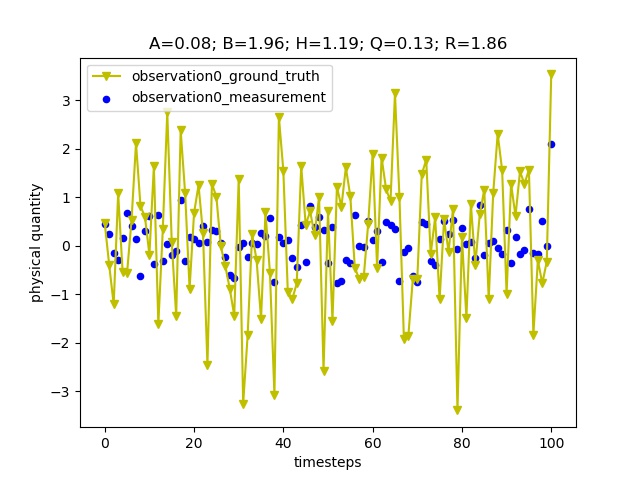 A=0.08; B=1.96; H=1.19; Q=0.13; R=1.86
observation0_ground_truth
observation0_measurement
physical quantity
3
2
1
0
−1
−2
−3
0 20 40 60 80 100
timesteps